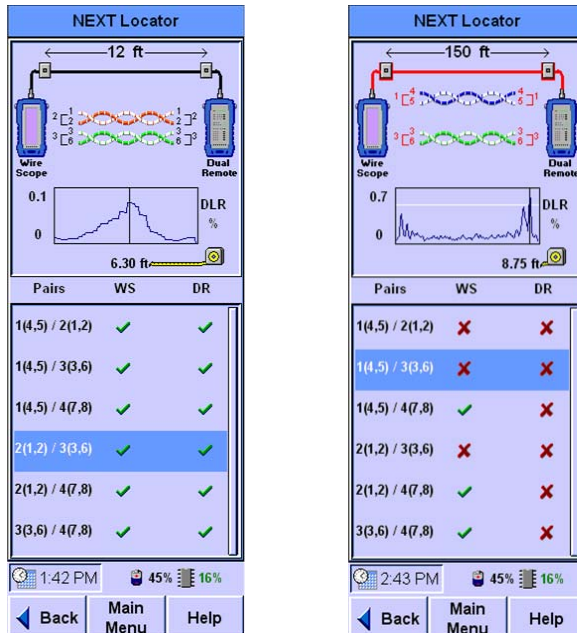 NEXT Locator
12 ft
2 1 2 1 2 2
3 3 6 3 6 3
Wire Scope
Dual Remote
0.1
0
DLR
%
6.30 ft
Pairs WS DR
1(4,5) / 2(1,2)
1(4,5) / 3(3,6)
1(4,5) / 4(7,8)
2(1,2) / 3(3,6)
2(1,2) / 4(7,8)
3(3,6) / 4(7,8)
1:42 PM 45% 16%
Back Main Menu Help
NEXT Locator
150 ft
1 4 5 4 5 1
3 3 6 3 6 3
Wire Scope
Dual Remote
0.7
0
DLR
%
8.75 ft
Pairs WS DR
1(4,5) / 2(1,2)
1(4,5) / 3(3,6)
1(4,5) / 4(7,8)
2(1,2) / 3(3,6)
2(1,2) / 4(7,8)
3(3,6) / 4(7,8)
2:43 PM 45% 16%
Back Main Menu Help